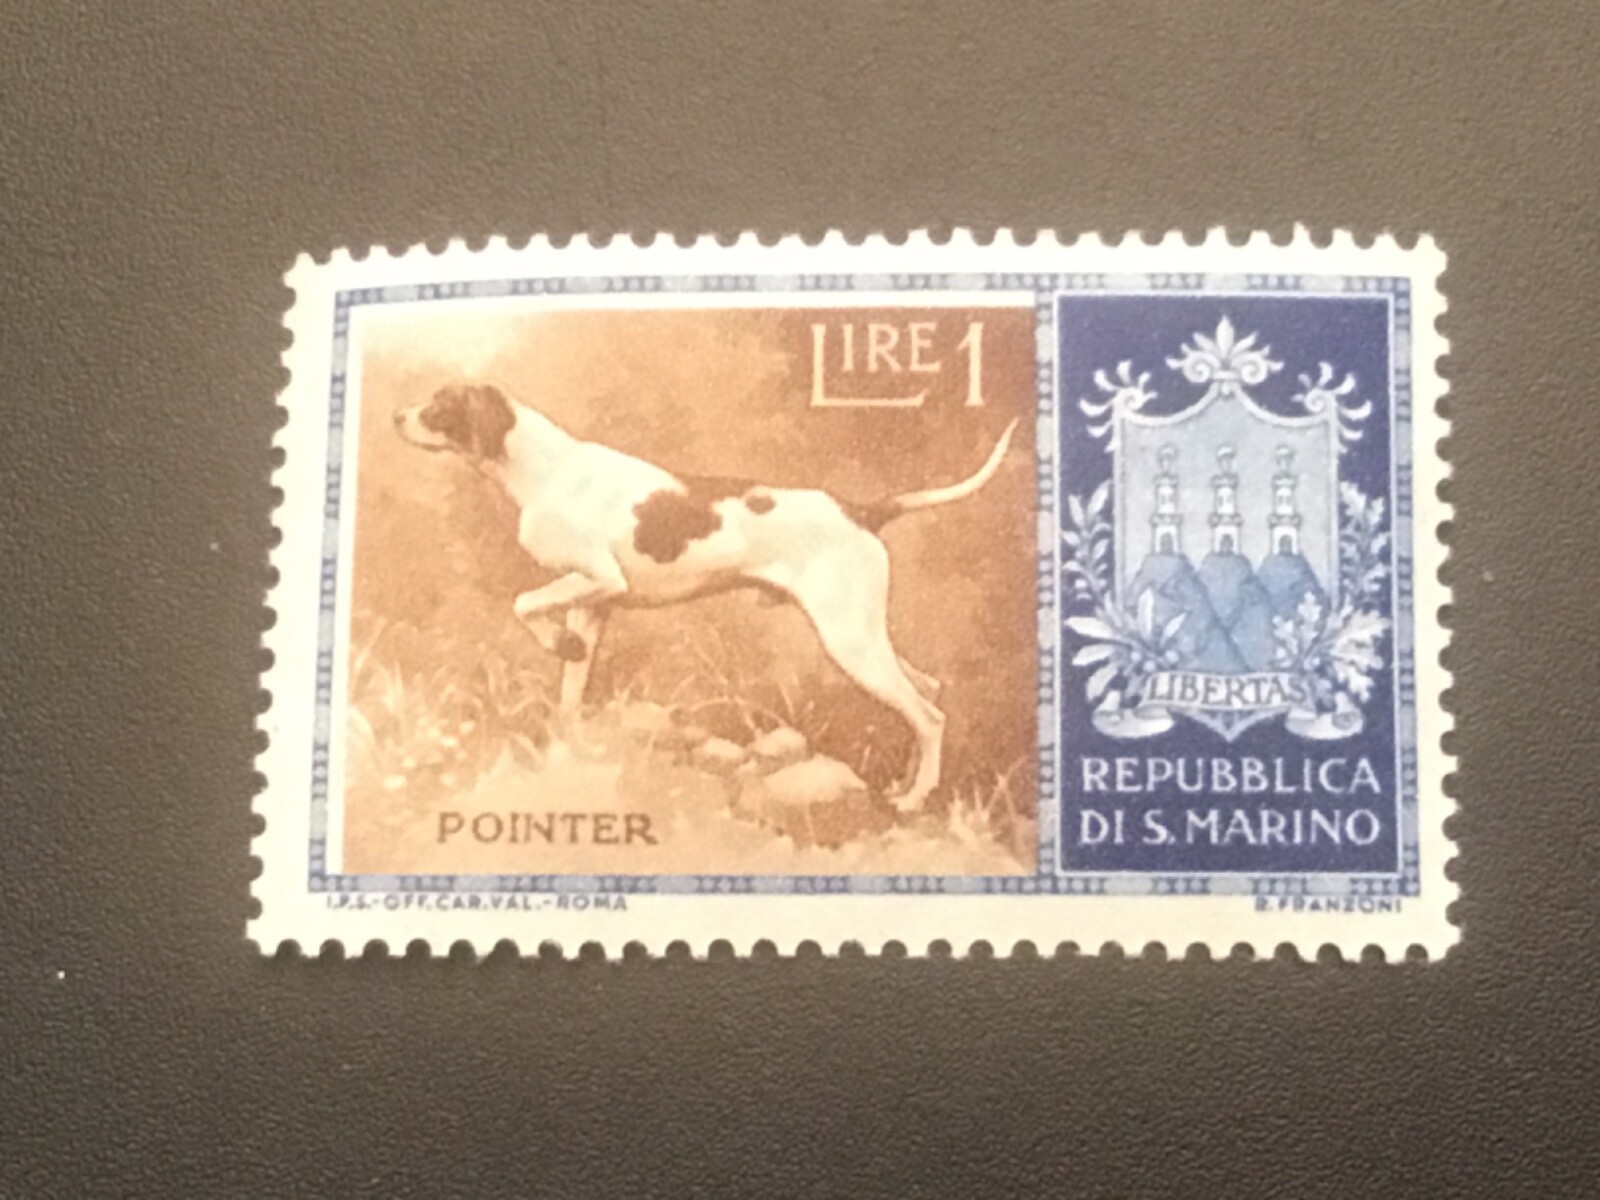 LIRE 1
POINTER
LIBERTAS
REPUBBLICA
DI S. MARINO
I.P.S.-OFF.CAR.VAL.-ROMA
R. FRANZONI